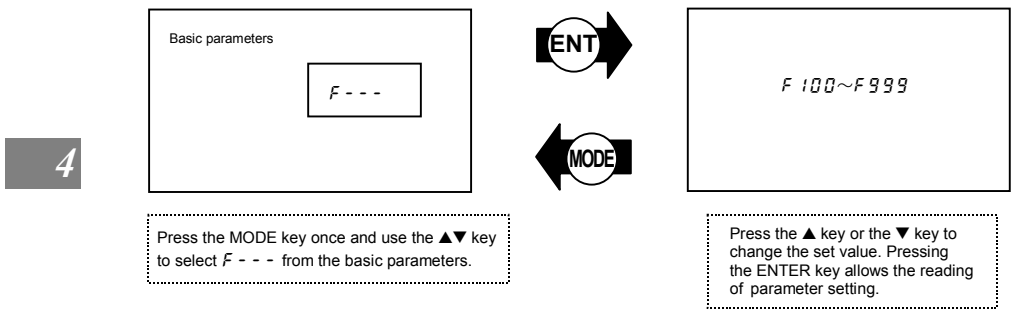 Basic parameters
F - - -
ENT
F 100~F 999
4
MODE
Press the MODE key once and use the ▲▼ key
to select F - - - from the basic parameters.
Press the ▲ key or the ▼ key to
change the set value. Pressing
the ENTER key allows the reading
of parameter setting.